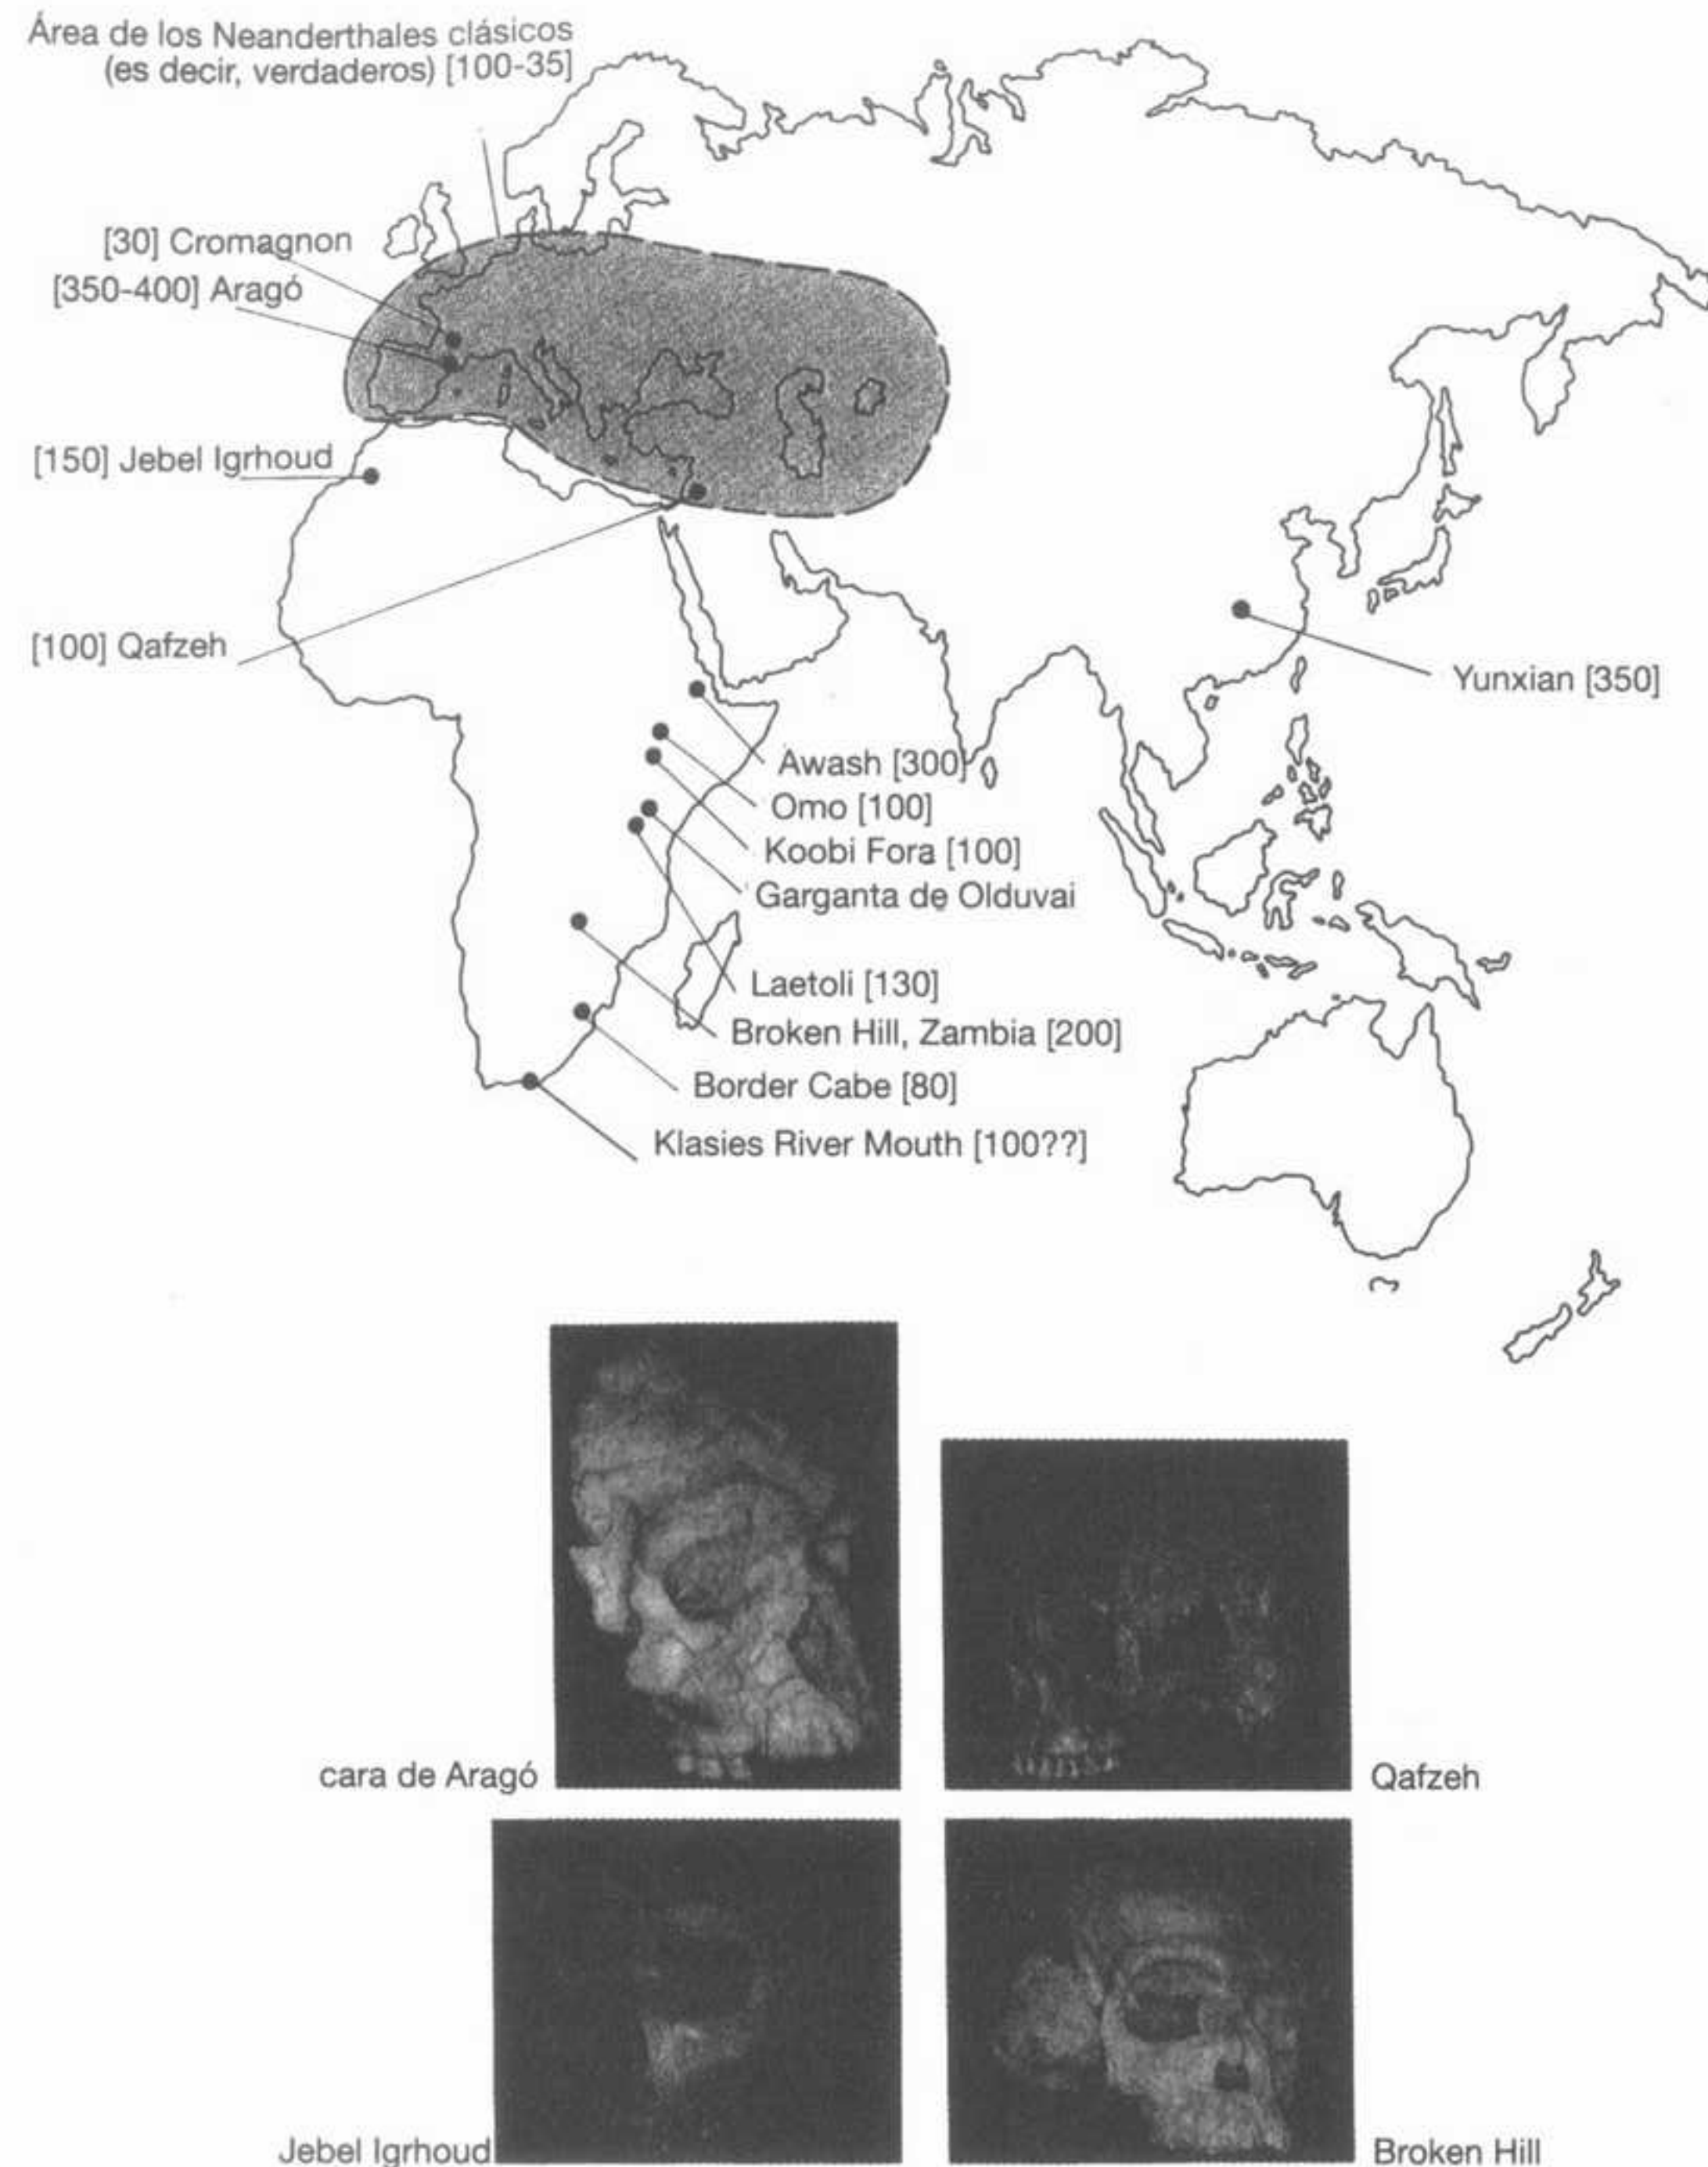 Área de los Neanderthales clásicos
(es decir, verdaderos) [100-35]
[30] Cromagnon
[350-400] Aragó
[150] Jebel Igrhoud
[100] Qafzeh
Yunxian [350]
Awash [300]
Omo [100]
Koobi Fora [100]
Garganta de Olduvai
Laetoli [130]
Broken Hill, Zambia [200]
Border Cabe [80]
Klasies River Mouth [100??]
cara de Aragó
Qafzeh
Jebel Igrhoud
Broken Hill